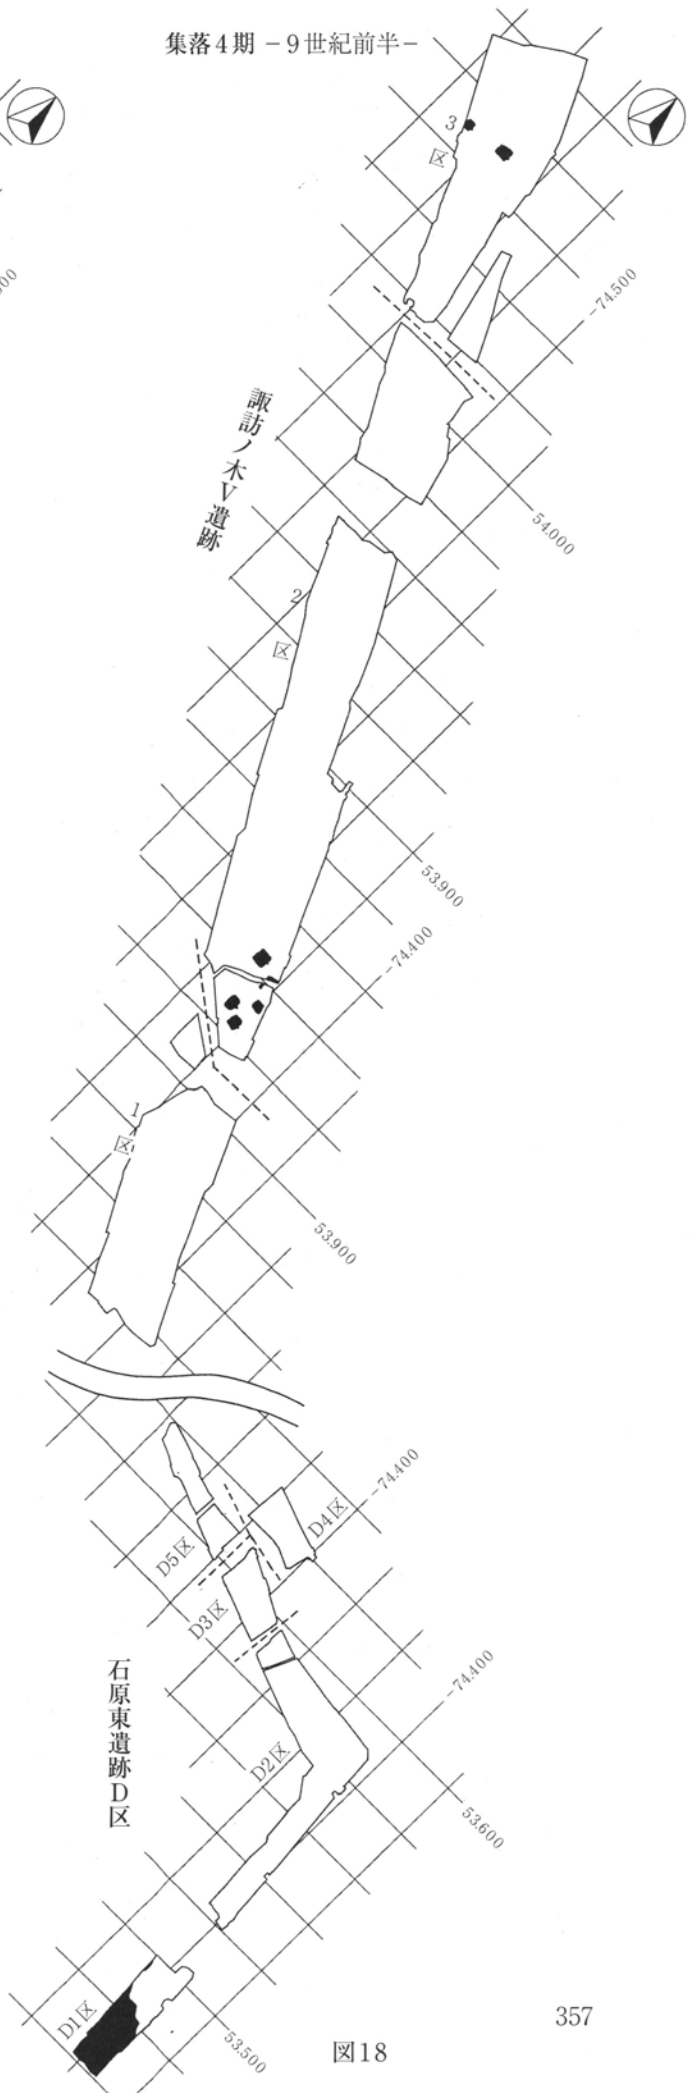 集落4期 －9世紀前半－
3区
-74.500
諏訪ノ木V遺跡
54.000
2区
53.900
-74.400
1区
53.900
-74.400
D4区
D5区
D3区
石原東遺跡D区
-74.400
D2区
53.600
D1区
53.500
357
図18